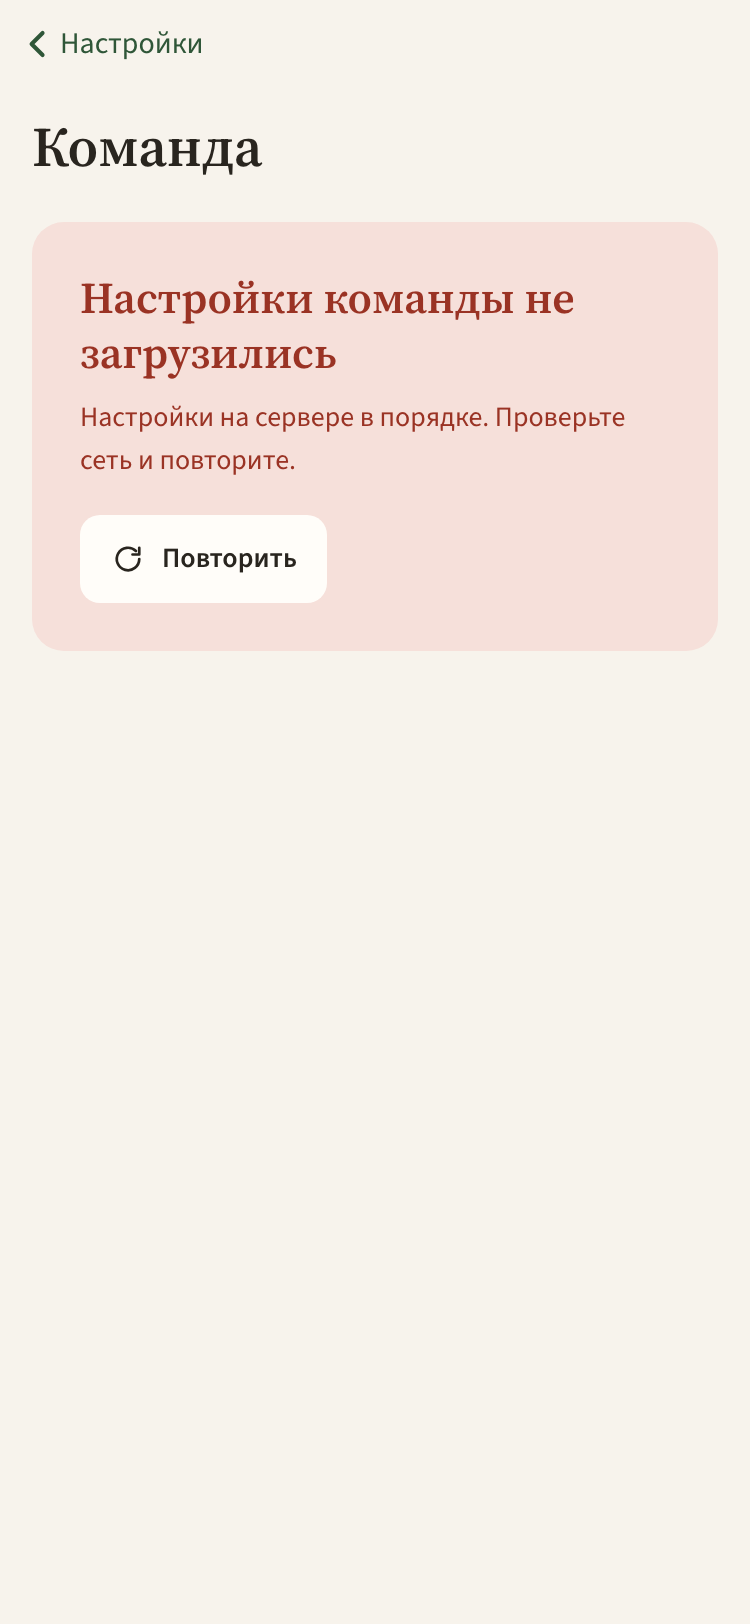 Настройки
Команда
Настройки команды не
загрузились
Настройки на сервере в порядке. Проверьте
сеть и повторите.
Повторить